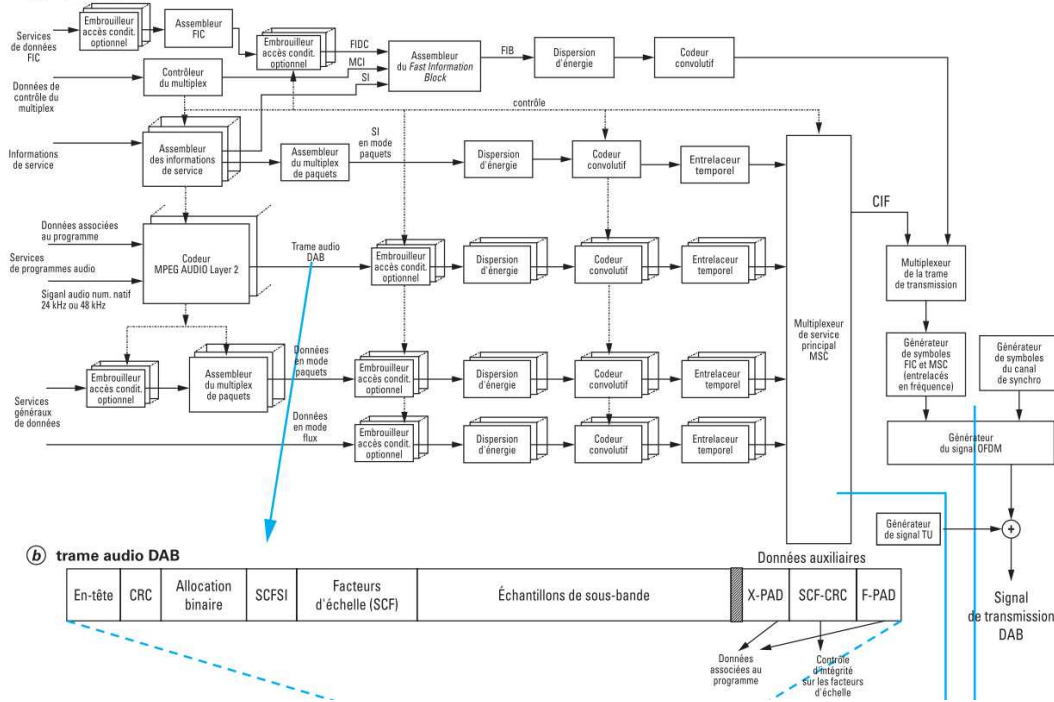 Services
de données
FIC
Embrouilleur
accès condit.
optionnel
Assembleur
FIC
Embrouilleur
accès condit.
optionnel
FIDC
MCI
SI
Assembleur
du Fast Information
Block
FIB
Dispersion
d'énergie
Codeur
convolutif
Données de
contrôle du
multiplex
Contrôleur
du multiplex
contrôle
Informations
de service
Assembleur
des informations
de service
Assembleur
du multiplex
de paquets
SI
en mode
paquets
Dispersion
d'énergie
Codeur
convolutif
Entrelaceur
temporel
Données associées
au programme
Services
de programmes audio
Siganl audio num. natif
24 kHz ou 48 kHz
Codeur
MPEG AUDIO Layer 2
Trame audio
DAB
Embrouilleur
accès condit.
optionnel
Dispersion
d'énergie
Codeur
convolutif
Entrelaceur
temporel
Services
généraux
de données
Embrouilleur
accès condit.
optionnel
Assembleur
du multiplex
de paquets
Données
en mode
paquets
Embrouilleur
accès condit.
optionnel
Dispersion
d'énergie
Codeur
convolutif
Entrelaceur
temporel
Données
en mode
flux
Embrouilleur
accès condit.
optionnel
Dispersion
d'énergie
Codeur
convolutif
Entrelaceur
temporel
Multiplexeur
de service
principal
MSC
CIF
Multiplexeur
de la trame
de transmission
Générateur
de symboles
FIC et MSC
(entrelacés
en fréquence)
Générateur
de symboles
du canal
de synchro
Générateur
du signal OFDM
Générateur
de signal TU
+
Signal
de transmission
DAB
b trame audio DAB
Données auxiliaires
En-tête
CRC
Allocation
binaire
SCFSI
Facteurs
d'échelle (SCF)
Échantillons de sous-bande
X-PAD
SCF-CRC
F-PAD
Données
associées au
programme
Contrôle
d'intégrité
sur les facteurs
d'échelle